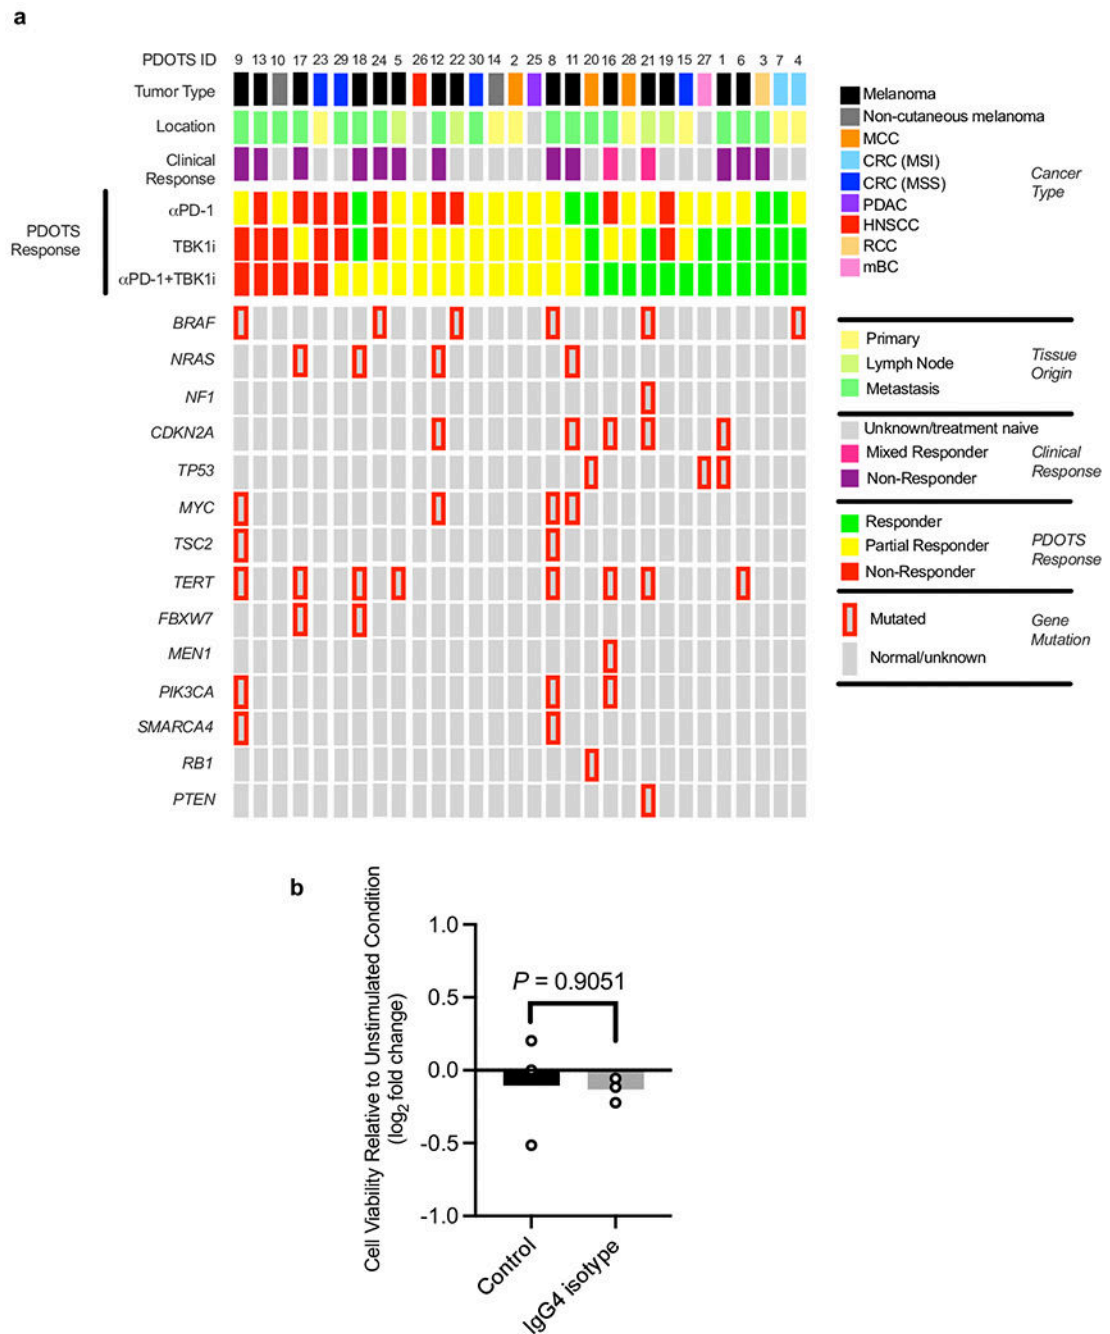 a
PDOTS ID 9 13 10 17 23 29 18 24 5 26 12 22 30 14 2 25 8 11 20 16 28 21 19 15 27 1 6 3 7 4
Tumor Type
Location
Clinical
Response
PDOTS
Response
αPD-1
TBK1i
αPD-1+TBK1i
BRAF
NRAS
NF1
CDKN2A
TP53
MYC
TSC2
TERT
FBXW7
MEN1
PIK3CA
SMARCA4
RB1
PTEN
Melanoma
Non-cutaneous melanoma
MCC
CRC (MSI)
CRC (MSS)
PDAC
HNSCC
RCC
mBC
Cancer
Type
Primary
Lymph Node
Metastasis
Tissue
Origin
Unknown/treatment naive
Mixed Responder
Non-Responder
Clinical
Response
Responder
Partial Responder
Non-Responder
PDOTS
Response
Mutated
Normal/unknown
Gene
Mutation
b
Cell Viability Relative to Unstimulated Condition
(log2 fold change)
1.0
0.5
0.0
-0.5
-1.0
P = 0.9051
Control
IgG4 isotype